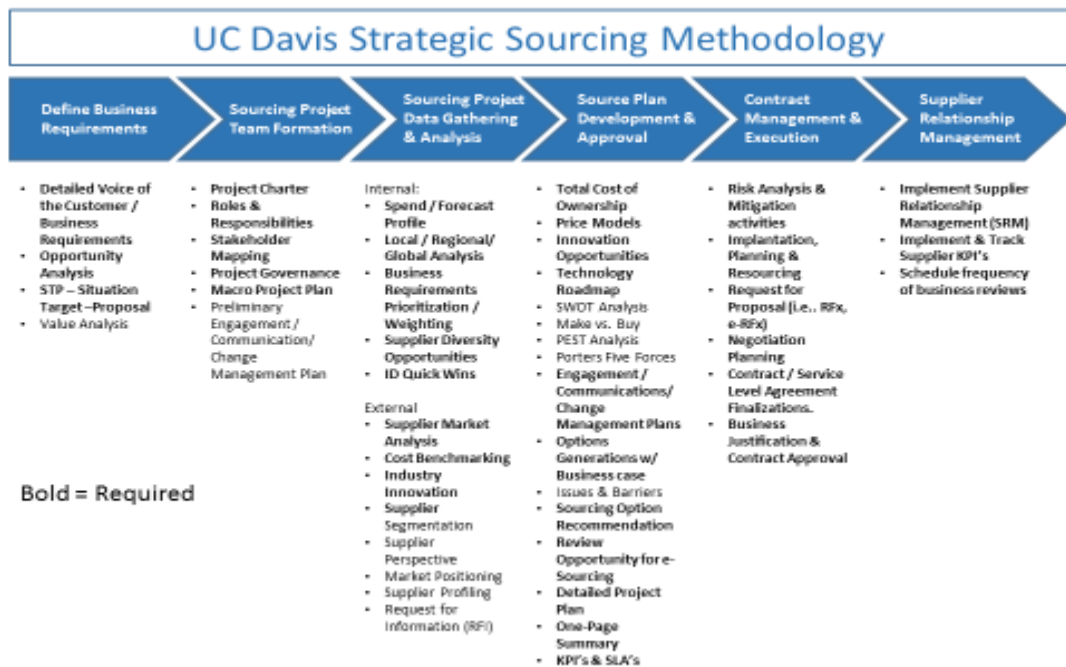 UC Davis Strategic Sourcing Methodology
Define Business
Requirements
Sourcing Project
Team Formation
Sourcing Project
Data Gathering
& Analysis
Source Plan
Development &
Approval
Contract
Management &
Execution
Supplier
Relationship
Management
• Detailed Voice of
the Customer /
Business
Requirements
• Opportunity
Analysis
• STP – Situation
Target –Proposal
• Value Analysis
• Project Charter
• Roles &
Responsibilities
• Stakeholder
Mapping
• Project Governance
• Macro Project Plan
• Preliminary
Engagement /
Communication/
Change
Management Plan
Internal:
• Spend / Forecast
Profile
• Local / Regional/
Global Analysis
• Business
Requirements
Prioritization /
Weighting
• Supplier Diversity
Opportunities
• ID Quick Wins
External
• Supplier Market
Analysis
• Cost Benchmarking
• Industry
Innovation
• Supplier
Segmentation
• Supplier
Perspective
• Market Positioning
• Supplier Profiling
• Request for
Information (RFI)
• Total Cost of
Ownership
• Price Models
• Innovation
Opportunities
• Technology
Roadmap
• SWOT Analysis
• Make vs. Buy
• PEST Analysis
• Porters Five Forces
• Engagement /
Communications/
Change
Management Plans
• Options
Generations w/
Business case
• Issues & Barriers
• Sourcing Option
Recommendation
• Review
Opportunity for e-
Sourcing
• Detailed Project
Plan
• One-Page
Summary
• KPI's & SLA's
• Risk Analysis &
Mitigation
activities
• Implantation,
Planning &
Resourcing
• Request for
Proposal (i.e.. RFx,
e-RFx)
• Negotiation
Planning
• Contract / Service
Level Agreement
Finalizations.
• Business
Justification &
Contract Approval
• Implement Supplier
Relationship
Management (SRM)
• Implement & Track
Supplier KPI's
• Schedule frequency
of business reviews
Bold = Required